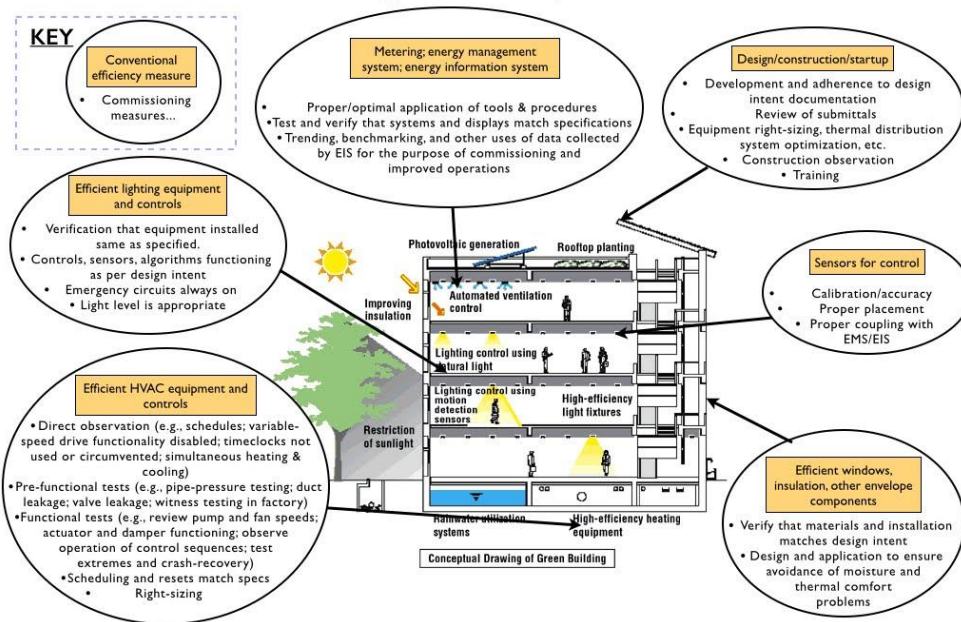 KEY
Conventional
efficiency measure
• Commissioning
measures...
Metering; energy management
system; energy information system
• Proper/optimal application of tools & procedures
•Test and verify that systems and displays match specifications
• Trending, benchmarking, and other uses of data collected
by EIS for the purpose of commissioning and
improved operations
Design/construction/startup
• Development and adherence to design
intent documentation
• Review of submittals
• Equipment right-sizing, thermal distribution
system optimization, etc.
• Construction observation
• Training
Efficient lighting equipment
and controls
• Verification that equipment installed
same as specified.
• Controls, sensors, algorithms functioning
as per design intent
• Emergency circuits always on
• Light level is appropriate
Sensors for control
• Calibration/accuracy
• Proper placement
• Proper coupling with
EMS/EIS
Efficient HVAC equipment and
controls
•Direct observation (e.g., schedules; variable-
speed drive functionality disabled; timeclocks not
used or circumvented; simultaneous heating &
cooling)
•Pre-functional tests (e.g., pipe-pressure testing; duct
leakage; valve leakage; witness testing in factory)
•Functional tests (e.g., review pump and fan speeds;
actuator and damper functioning; observe
operation of control sequences; test
extremes and crash-recovery)
•Scheduling and resets match specs
• Right-sizing
Efficient windows,
insulation, other envelope
components
• Verify that materials and installation
matches design intent
• Design and application to ensure
avoidance of moisture and
thermal comfort
problems
Photovoltaic generation
Rooftop planting
Improving
insulation
Automated ventilation
control
Lighting control using
natural light
Lighting control using
motion
detection
sensors
High-efficiency
light fixtures
Restriction
of sunlight
Rainwater utilization
systems
High-efficiency heating
equipment
Conceptual Drawing of Green Building